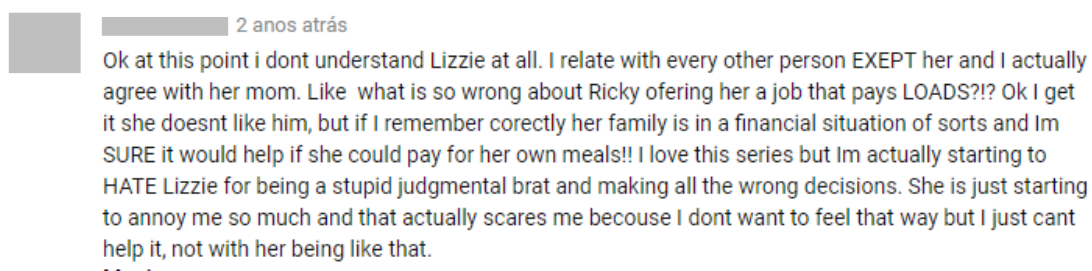 2 anos atrás
Ok at this point i dont understand Lizzie at all. I relate with every other person EXEPT her and I actually
agree with her mom. Like  what is so wrong about Ricky ofering her a job that pays LOADS?!? Ok I get
it she doesnt like him, but if I remember corectly her family is in a financial situation of sorts and Im
SURE it would help if she could pay for her own meals!! I love this series but Im actually starting to
HATE Lizzie for being a stupid judgmental brat and making all the wrong decisions. She is just starting
to annoy me so much and that actually scares me becouse I dont want to feel that way but I just cant
help it, not with her being like that.